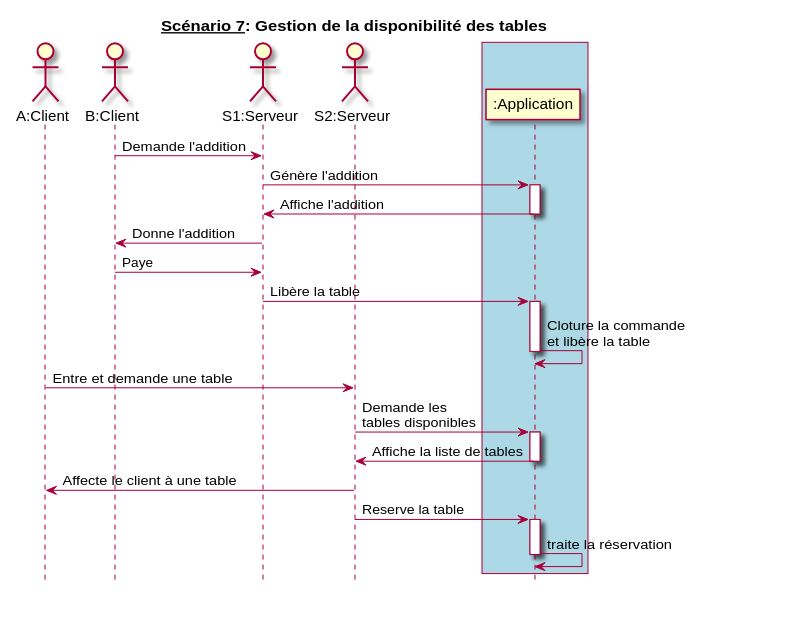 Scénario 7: Gestion de la disponibilité des tables
A:Client
B:Client
S1:Serveur
S2:Serveur
:Application
Demande l'addition
Génère l'addition
Affiche l'addition
Donne l'addition
Paye
Libère la table
Cloture la commande
et libère la table
Entre et demande une table
Demande les
tables disponibles
Affiche la liste de tables
Affecte le client à une table
Reserve la table
traite la réservation